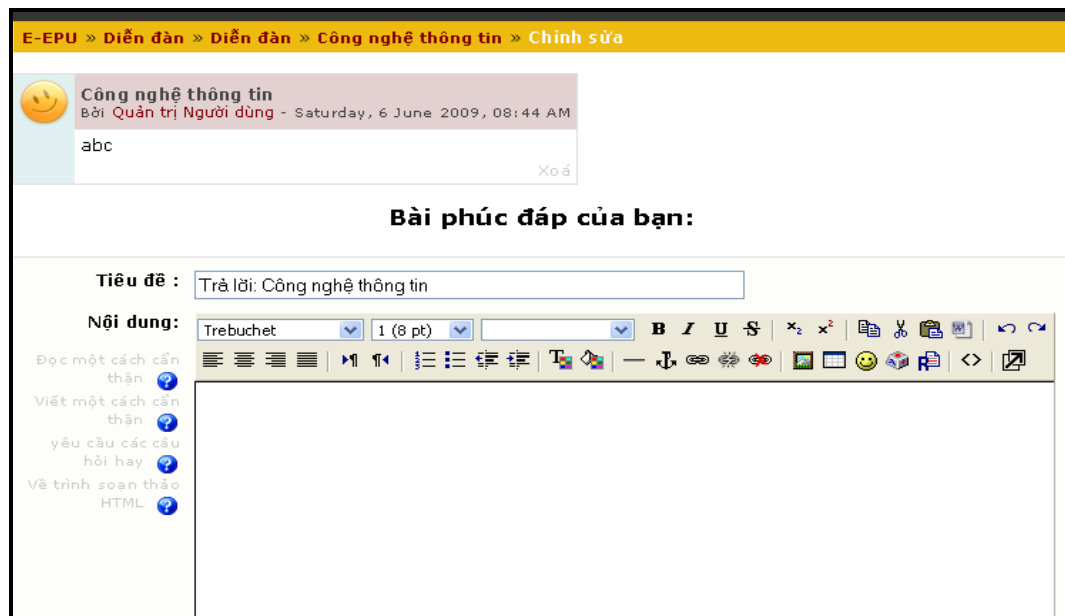 E-EPU » Diễn đàn » Diễn đàn » Công nghệ thông tin » Chỉnh sửa
Công nghệ thông tin
Bởi Quản trị Người dùng - Saturday, 6 June 2009, 08:44 AM
abc
Xoá
Bài phúc đáp của bạn:
Tiêu đề :
Trả lời: Công nghệ thông tin
Nội dung:
Trebuchet
1 (8 pt)
B I U S x₂ x²
Đọc một cách cẩn
thận
Viết một cách cẩn
thận
yêu cầu các câu
hỏi hay
Về trình soạn thảo
HTML